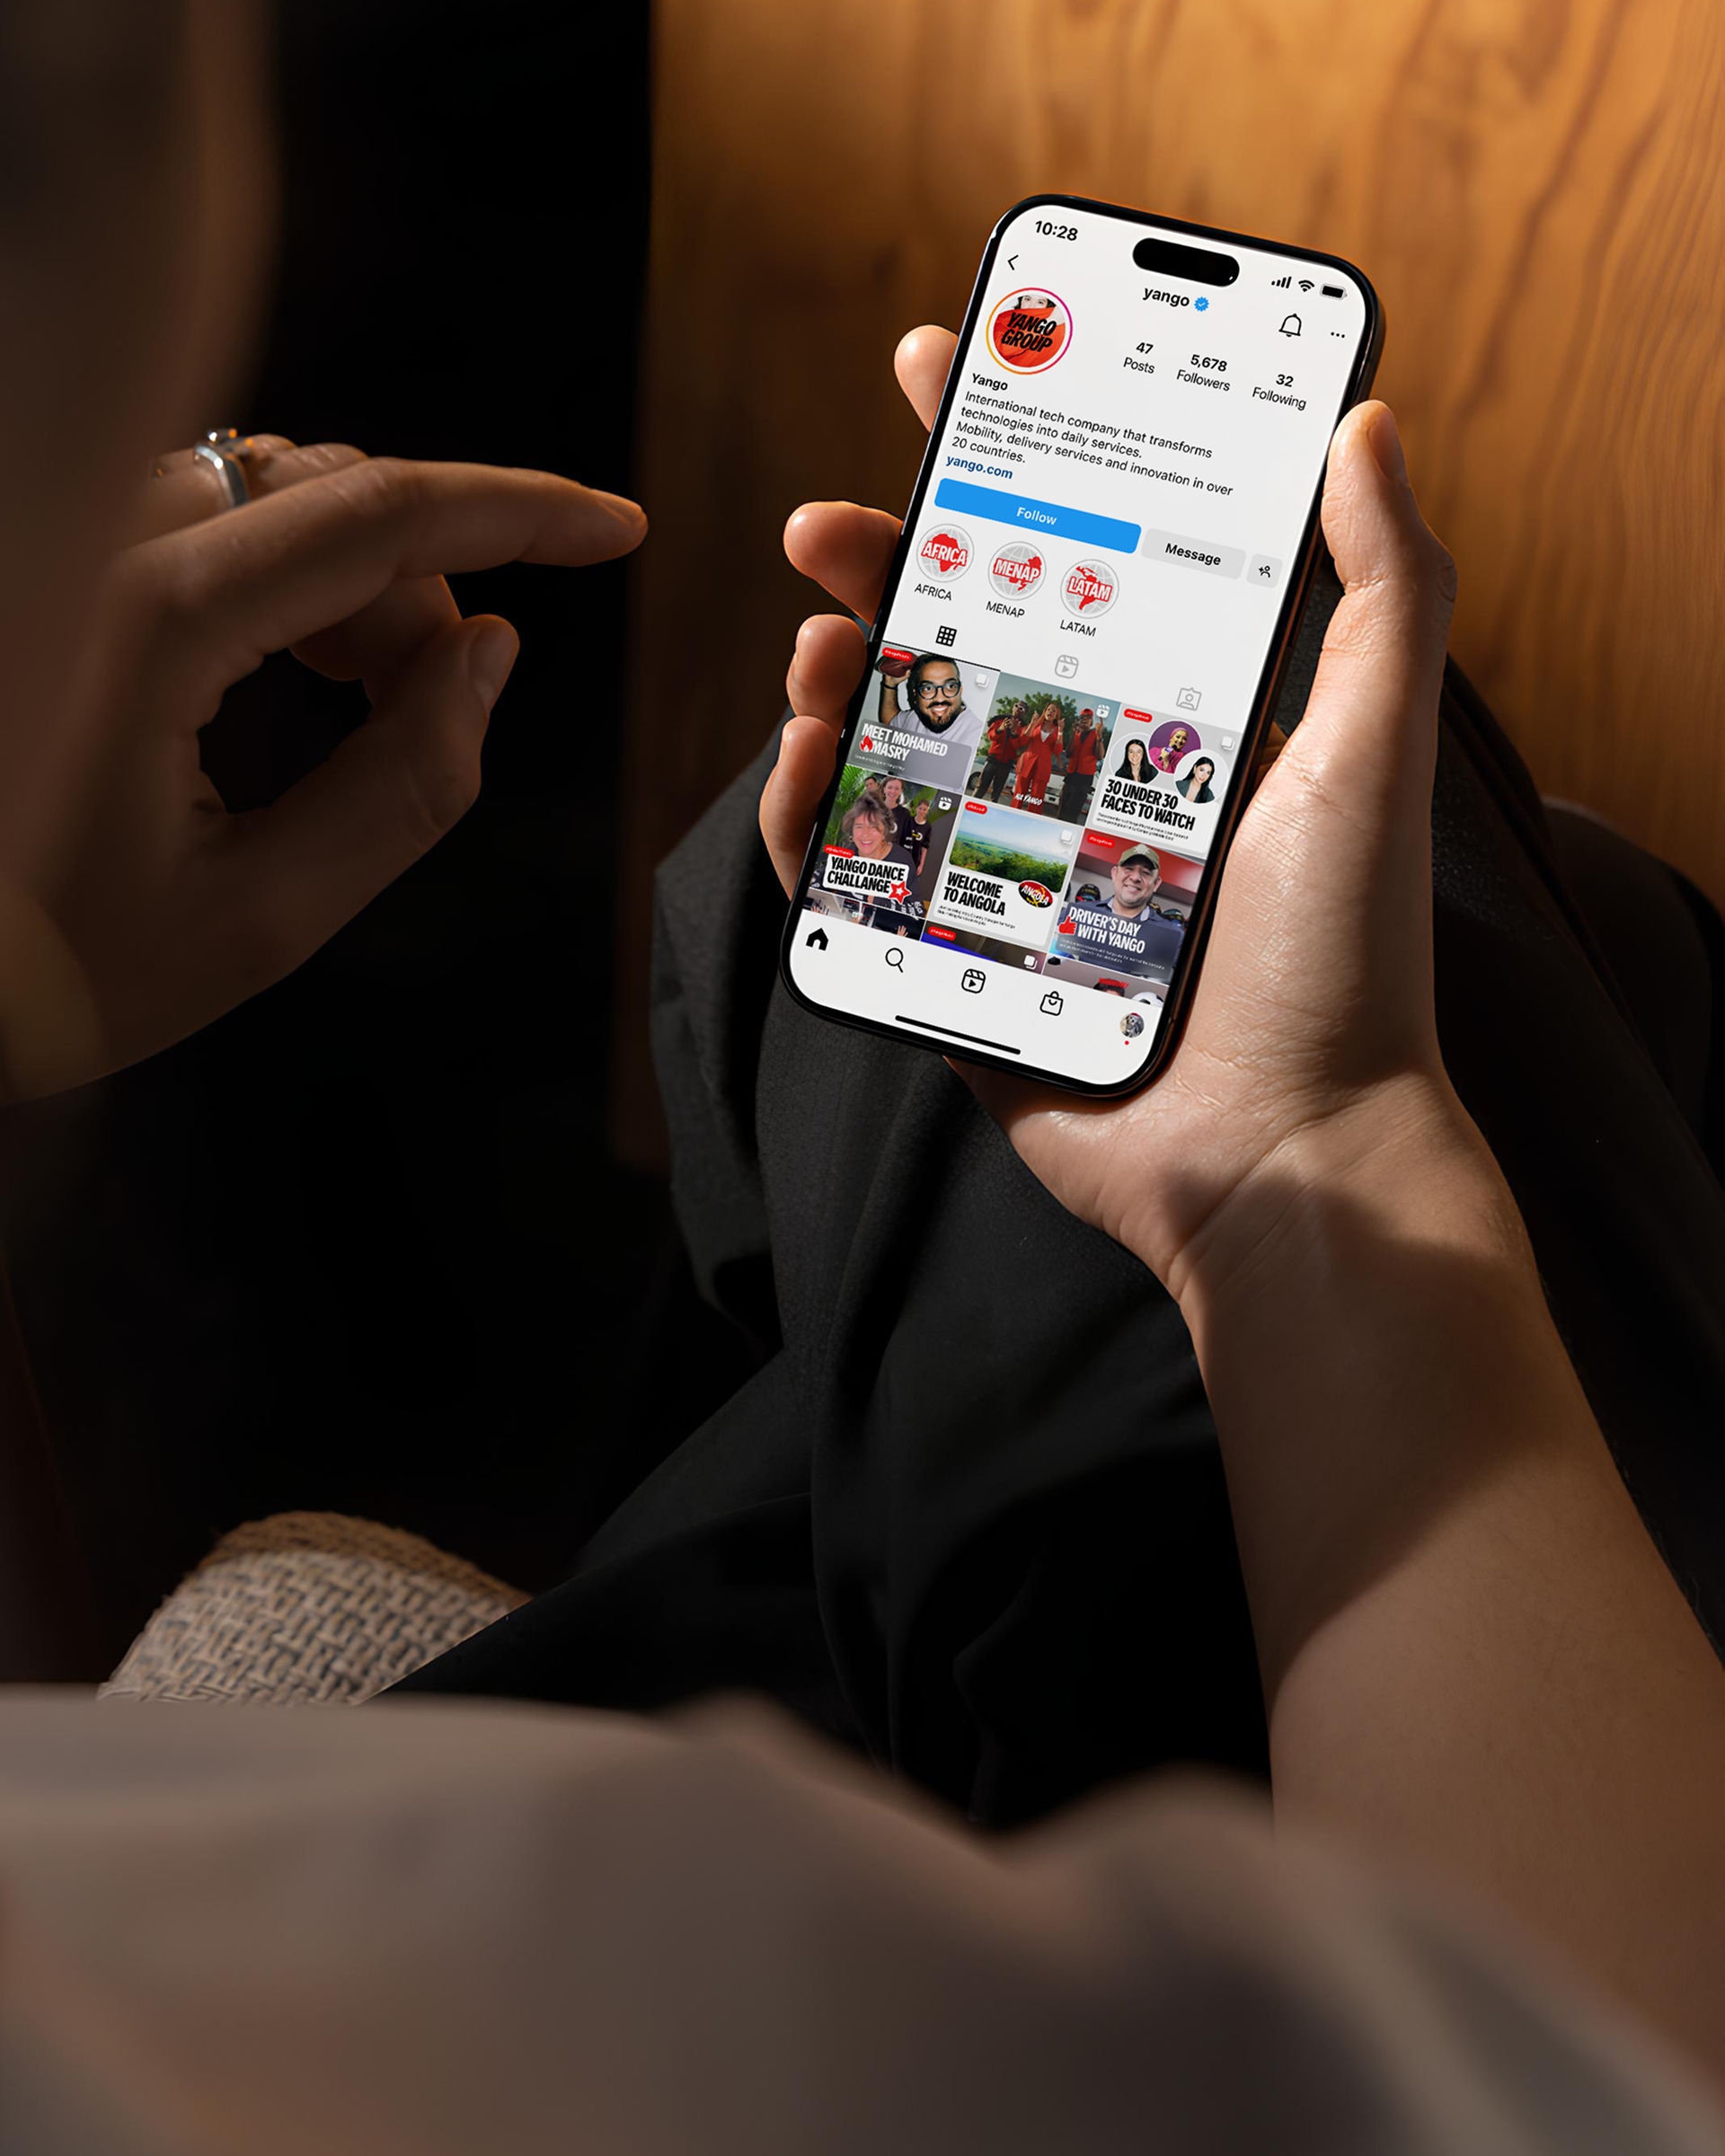 10:28
yango
YANGO
GROUP
47
Posts
5,678
Followers
32
Following
Yango
International tech company that transforms
technologies into daily services.
Mobility, delivery services and innovation in over
20 countries.
yango.com
Follow
Message
AFRICA
MENAP
LATAM
AFRICA
MENAP
LATAM
MEET MOHAMED
MASRY
30 UNDER 30
FACES TO WATCH
YANGO DANCE
CHALLANGE
WELCOME
TO ANGOLA
ANGOLA
DRIVER'S DAY
WITH YANGO